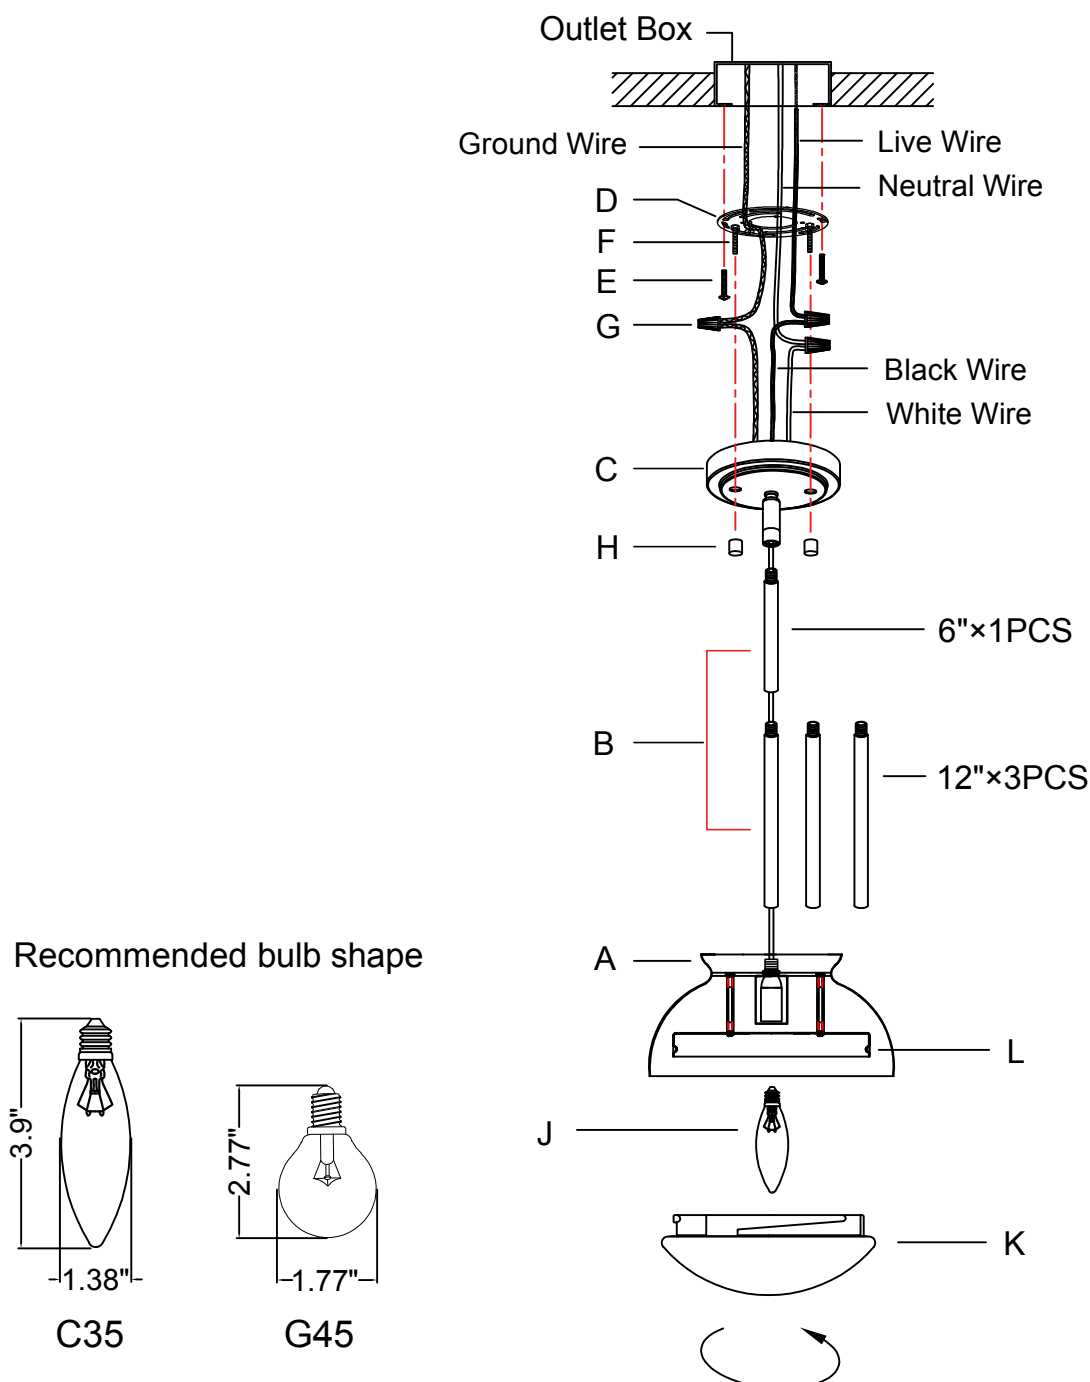 Outlet Box
Ground Wire
Live Wire
Neutral Wire
D
F
E
G
Black Wire
White Wire
C
H
6"×1PCS
B
12"×3PCS
A
L
J
K
Recommended bulb shape
3.9"
1.38"
C35
2.77"
1.77"
G45